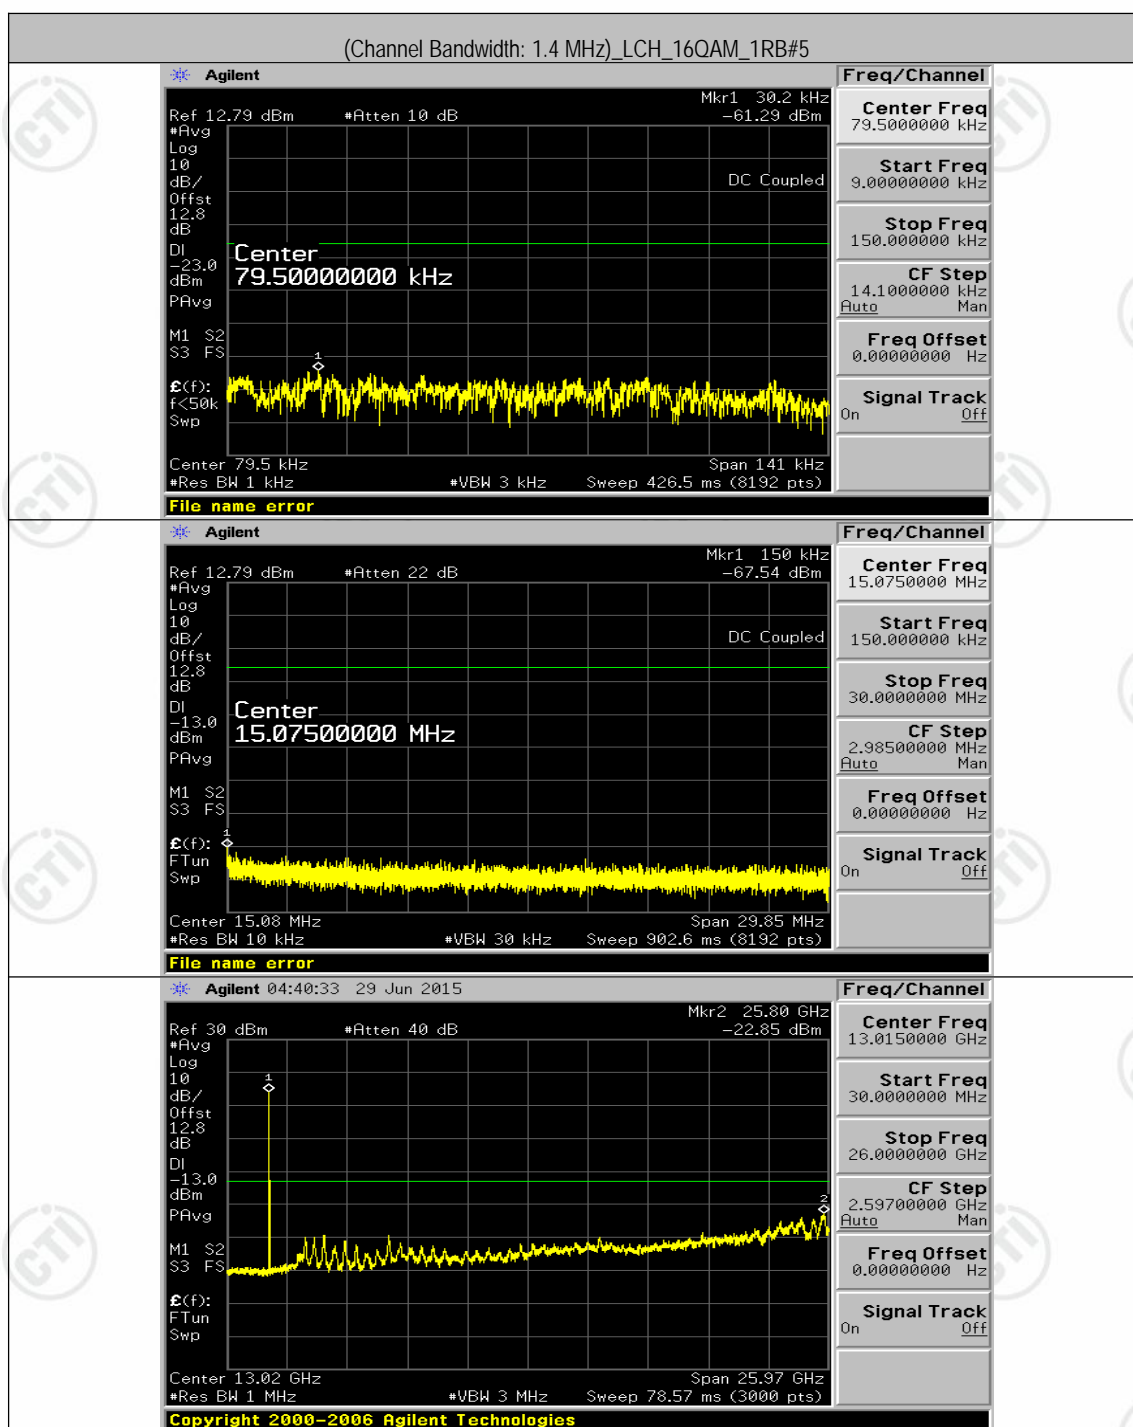 (Channel Bandwidth: 1.4 MHz)_LCH_16QAM_1RB#5
Agilent
Freq/Channel
Mkr1 30.2 kHz
Ref 12.79 dBm #Atten 10 dB -61.29 dBm
#Avg
Log
10
dB/
Offst
12.8
dB
DI
-23.0
dBm
PAvg
M1 S2
S3 FS
£(f):
f<50k
Swp
DC Coupled
Center
79.50000000 kHz
1
Center 79.5 kHz Span 141 kHz
#Res BW 1 kHz #VBW 3 kHz Sweep 426.5 ms (8192 pts)
File name error
Center Freq
79.5000000 kHz
Start Freq
9.00000000 kHz
Stop Freq
150.000000 kHz
CF Step
14.1000000 kHz
Auto Man
Freq Offset
0.00000000 Hz
Signal Track
On Off
Agilent
Freq/Channel
Mkr1 150 kHz
Ref 12.79 dBm #Atten 22 dB -67.54 dBm
#Avg
Log
10
dB/
Offst
12.8
dB
DI
-13.0
dBm
PAvg
M1 S2
S3 FS
£(f):
FTun
Swp
DC Coupled
Center
15.07500000 MHz
1
Center 15.08 MHz Span 29.85 MHz
#Res BW 10 kHz #VBW 30 kHz Sweep 902.6 ms (8192 pts)
File name error
Center Freq
15.0750000 MHz
Start Freq
150.000000 kHz
Stop Freq
30.0000000 MHz
CF Step
2.98500000 MHz
Auto Man
Freq Offset
0.00000000 Hz
Signal Track
On Off
Agilent 04:40:33 29 Jun 2015
Freq/Channel
Mkr2 25.80 GHz
Ref 30 dBm #Atten 40 dB -22.85 dBm
#Avg
Log
10
dB/
Offst
12.8
dB
DI
-13.0
dBm
PAvg
M1 S2
S3 FS
£(f):
FTun
Swp
1
2
Center 13.02 GHz Span 25.97 GHz
#Res BW 1 MHz #VBW 3 MHz Sweep 78.57 ms (3000 pts)
Copyright 2000-2006 Agilent Technologies
Center Freq
13.0150000 GHz
Start Freq
30.0000000 MHz
Stop Freq
26.0000000 GHz
CF Step
2.59700000 GHz
Auto Man
Freq Offset
0.00000000 Hz
Signal Track
On Off
CTI
CTI
CTI
CTI
CTI
CTI
CTI
CTI